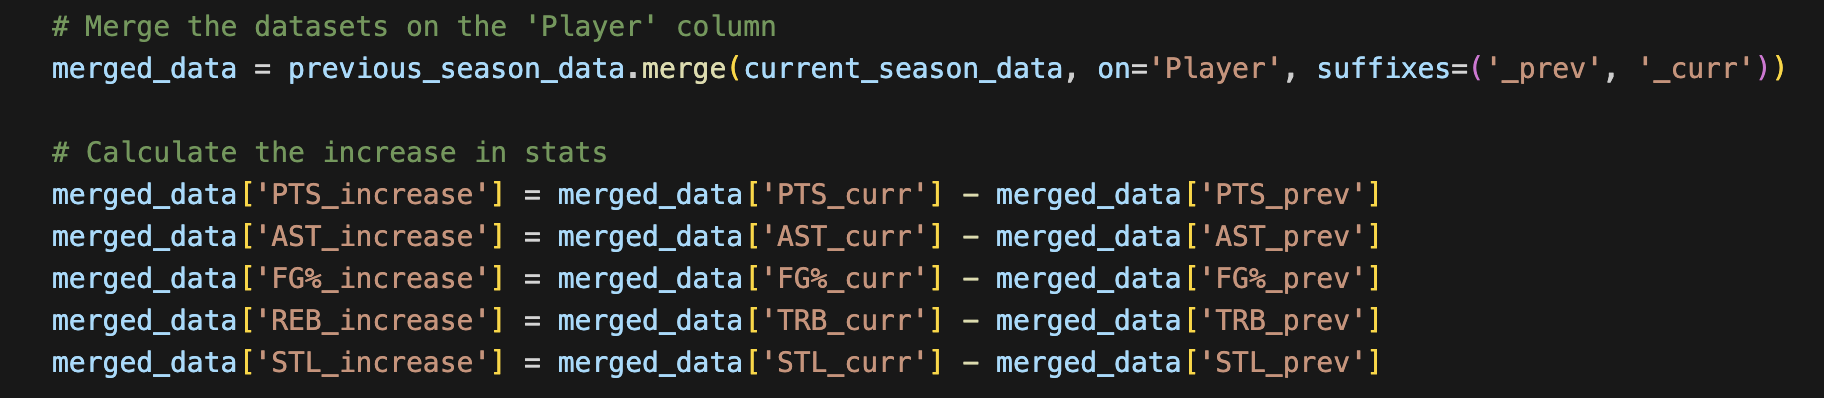 # Merge the datasets on the 'Player' column
merged_data = previous_season_data.merge(current_season_data, on='Player', suffixes=('_prev', '_curr'))
# Calculate the increase in stats
merged_data['PTS_increase'] = merged_data['PTS_curr'] - merged_data['PTS_prev']
merged_data['AST_increase'] = merged_data['AST_curr'] - merged_data['AST_prev']
merged_data['FG%_increase'] = merged_data['FG%_curr'] - merged_data['FG%_prev']
merged_data['REB_increase'] = merged_data['TRB_curr'] - merged_data['TRB_prev']
merged_data['STL_increase'] = merged_data['STL_curr'] - merged_data['STL_prev']